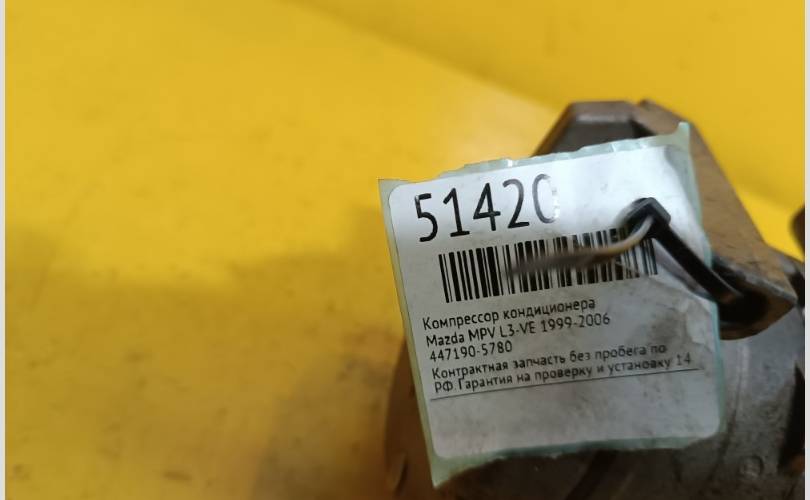 51420
Компрессор кондиционера
Mazda MPV L3-VE 1999-2006
447190-5780
Контрактная запчасть без пробега по
РФ.Гарантия на проверку и установку 14